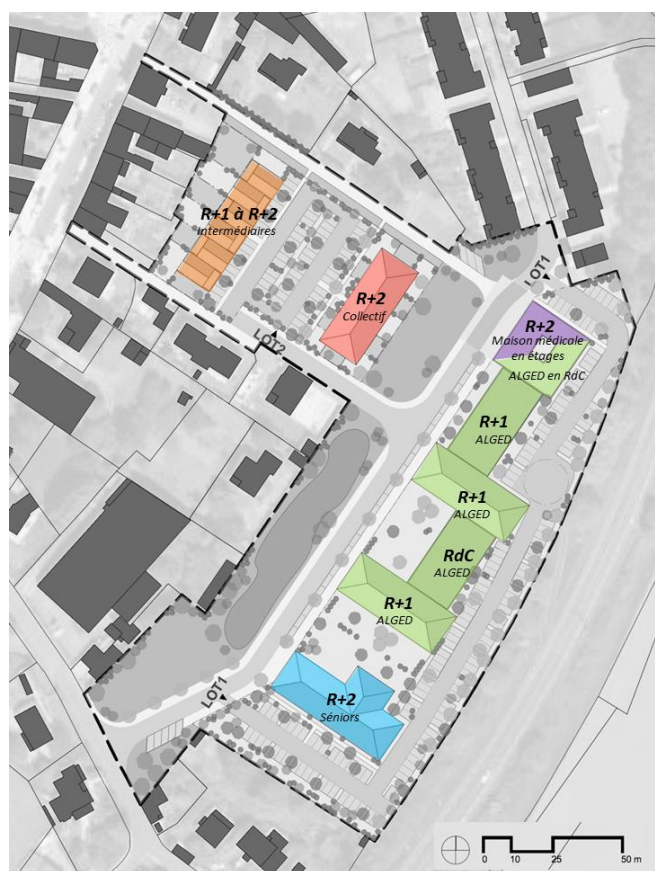 R+1 à R+2
Intermédiaires
LOT1
R+2
Collectif
R+2
Maison médicale
en étages
ALGED en RdC
LOT2
R+1
ALGED
R+1
ALGED
RdC
ALGED
R+1
ALGED
LOT1
R+2
Séniors
0 10 25 50 m